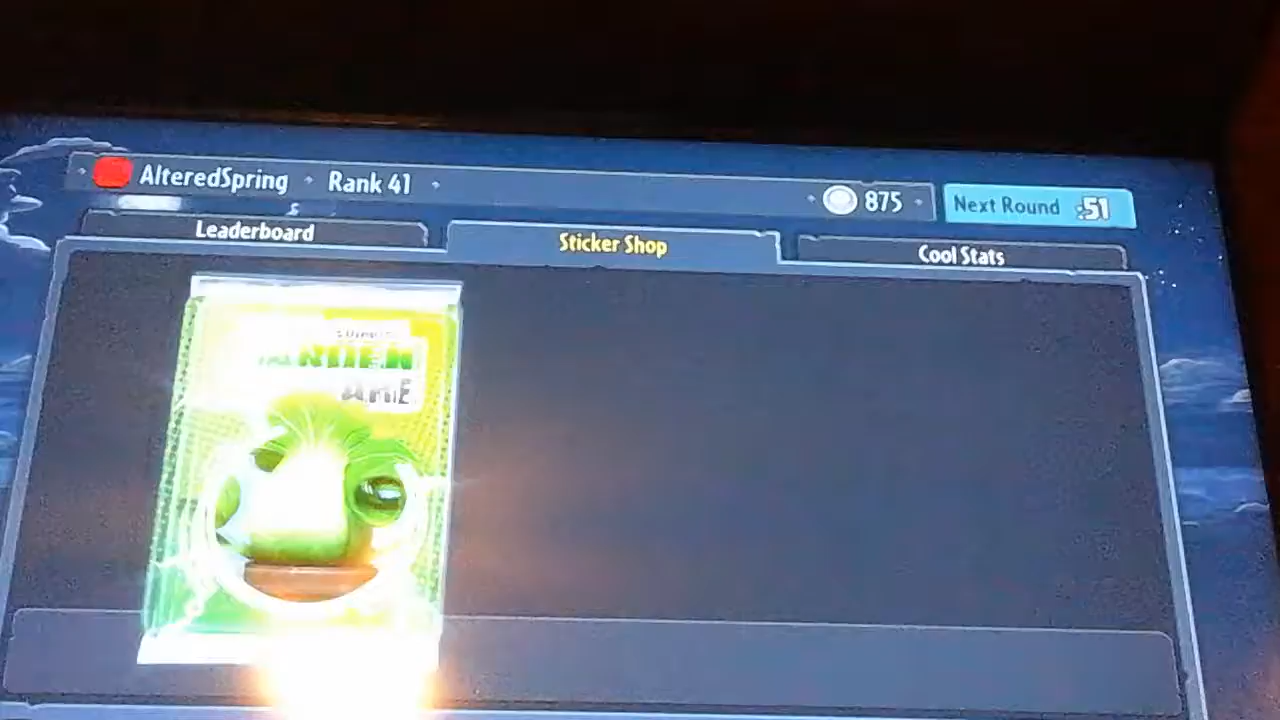 AlteredSpring
Rank 41
875
Next Round :51
Leaderboard
Sticker Shop
Cool Stats